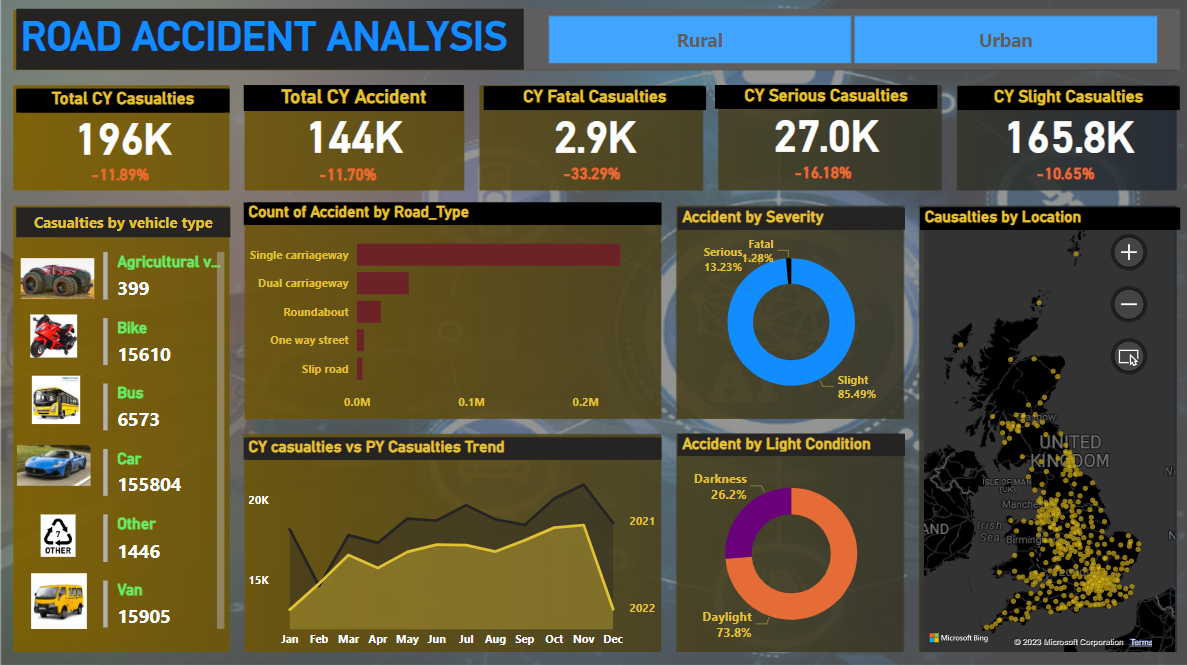 ROAD ACCIDENT ANALYSIS
Rural
Urban
Total CY Casualties
196K
-11.89%
Total CY Accident
144K
-11.70%
CY Fatal Casualties
2.9K
-33.29%
CY Serious Casualties
27.0K
-16.18%
CY Slight Casualties
165.8K
-10.65%
Casualties by vehicle type
Agricultural v...
399
Bike
15610
Bus
6573
Car
155804
OTHER
Other
1446
Van
15905
Count of Accident by Road_Type
Single carriageway
Dual carriageway
Roundabout
One way street
Slip road
0.0M
0.1M
0.2M
CY casualties vs PY Casualties Trend
20K
15K
2021
2022
Jan
Feb
Mar
Apr
May
Jun
Jul
Aug
Sep
Oct
Nov
Dec
Accident by Severity
Fatal
1.28%
Serious
13.23%
Slight
85.49%
Accident by Light Condition
Darkness
26.2%
Daylight
73.8%
Causalties by Location
Glasgow
UNITED
KINGDOM
ISLE OF MAN
(UK)
Manche
Irish
Sea
Birming
AND
Microsoft Bing
© 2023 Microsoft Corporation
Terms